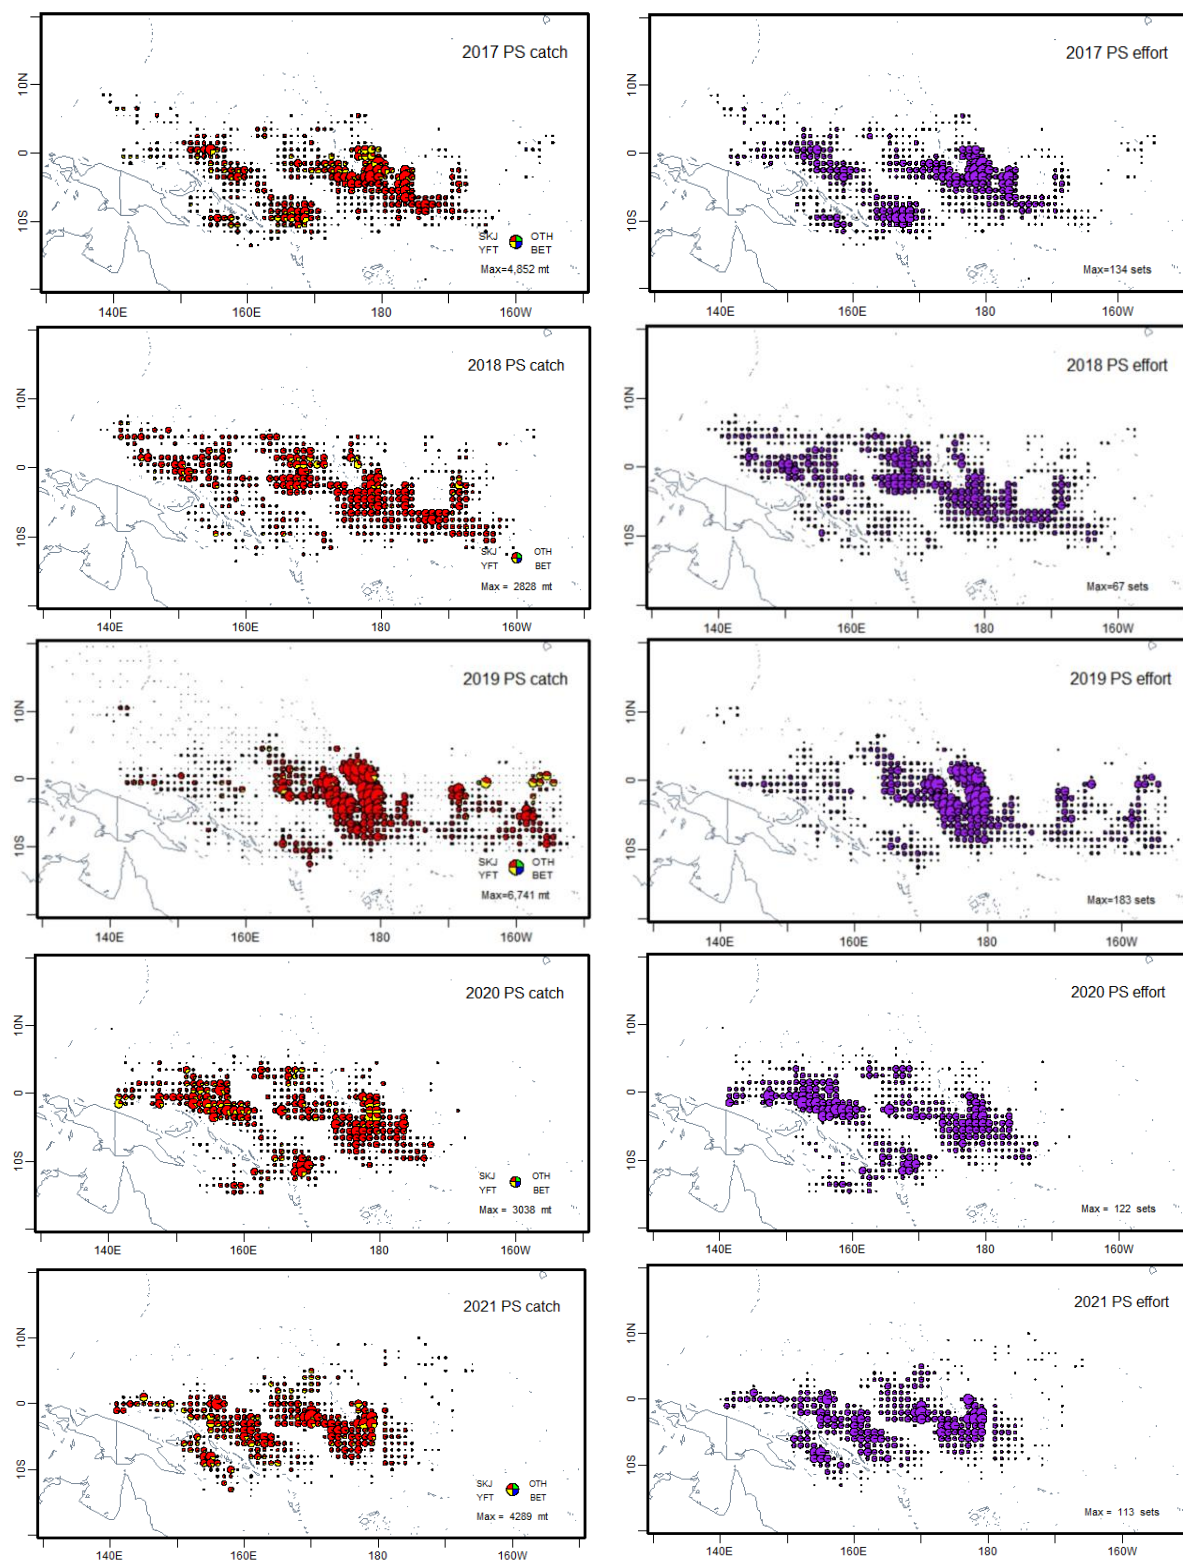 2017 PS catch
10N
0
10S
SKJ OTH
YFT BET
Max=4,852 mt
140E 160E 180 160W
2017 PS effort
10N
0
10S
Max=134 sets
140E 160E 180 160W
2018 PS catch
10N
0
10S
SKJ OTH
YFT BET
Max = 2828 mt
140E 160E 180 160W
2018 PS effort
10N
0
10S
Max=67 sets
140E 160E 180 160W
2019 PS catch
10N
0
10S
SKJ OTH
YFT BET
Max=6,741 mt
140E 160E 180 160W
2019 PS effort
10N
0
10S
Max=183 sets
140E 160E 180 160W
2020 PS catch
10N
0
10S
SKJ OTH
YFT BET
Max = 3038 mt
140E 160E 180 160W
2020 PS effort
10N
0
10S
Max = 122 sets
140E 160E 180 160W
2021 PS catch
10N
0
10S
SKJ OTH
YFT BET
Max = 4289 mt
140E 160E 180 160W
2021 PS effort
10N
0
10S
Max = 113 sets
140E 160E 180 160W